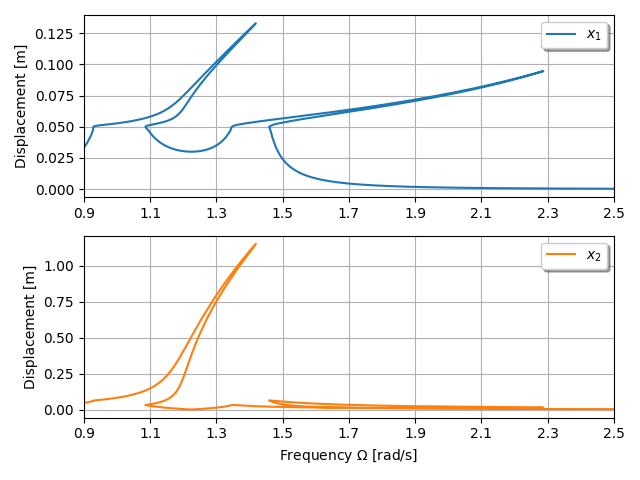 Displacement [m]
0.125
0.100
0.075
0.050
0.025
0.000
x₁
0.9 1.1 1.3 1.5 1.7 1.9 2.1 2.3 2.5
Displacement [m]
1.00
0.75
0.50
0.25
0.00
x₂
0.9 1.1 1.3 1.5 1.7 1.9 2.1 2.3 2.5
Frequency Ω [rad/s]